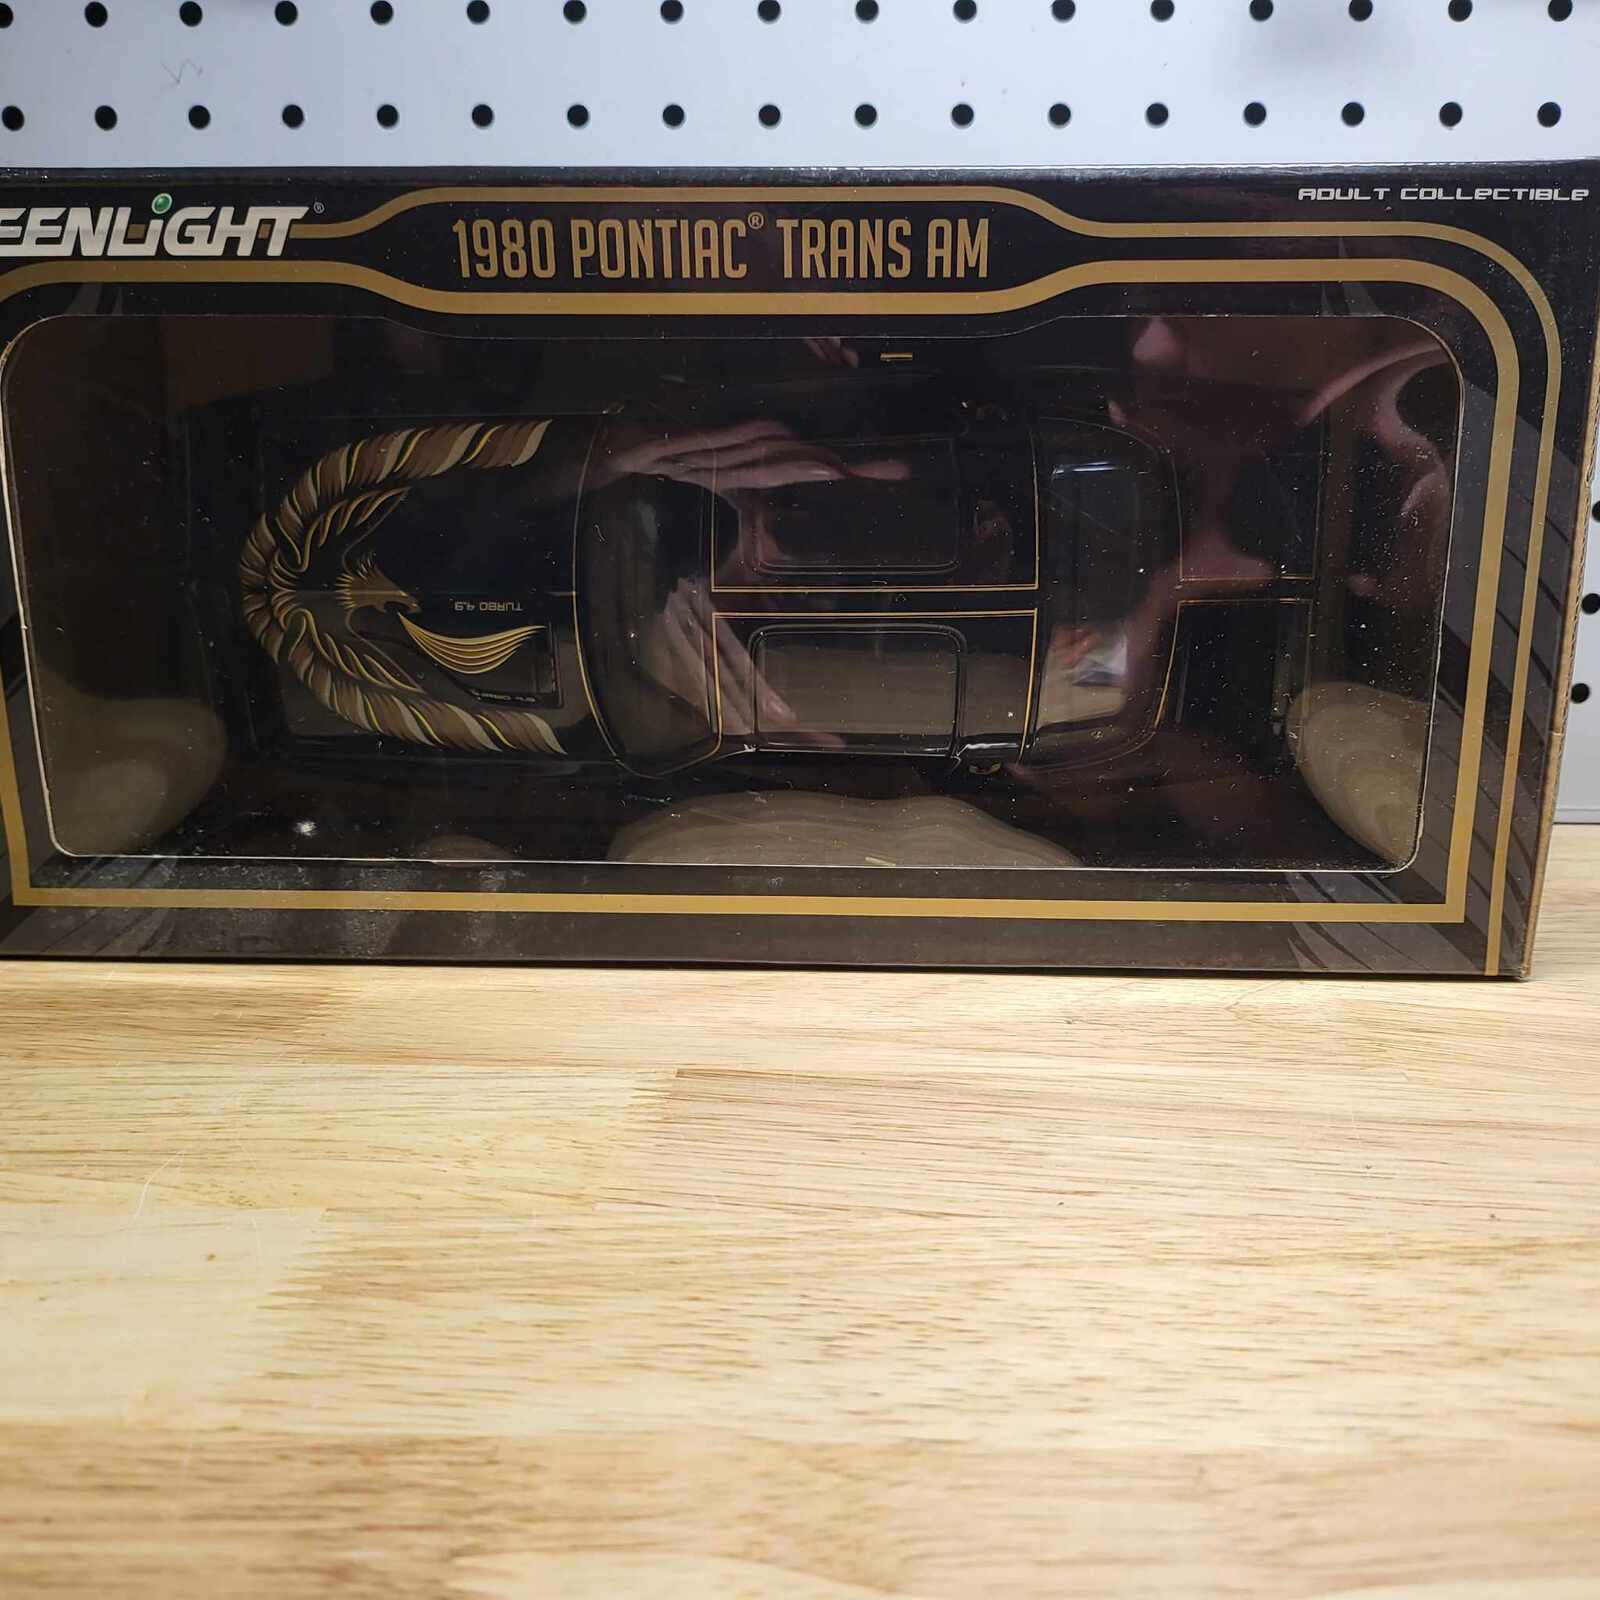 EENLiGHT®
1980 PONTIAC® TRANS AM
ADULT COLLECTIBLE
TURBO 4.9